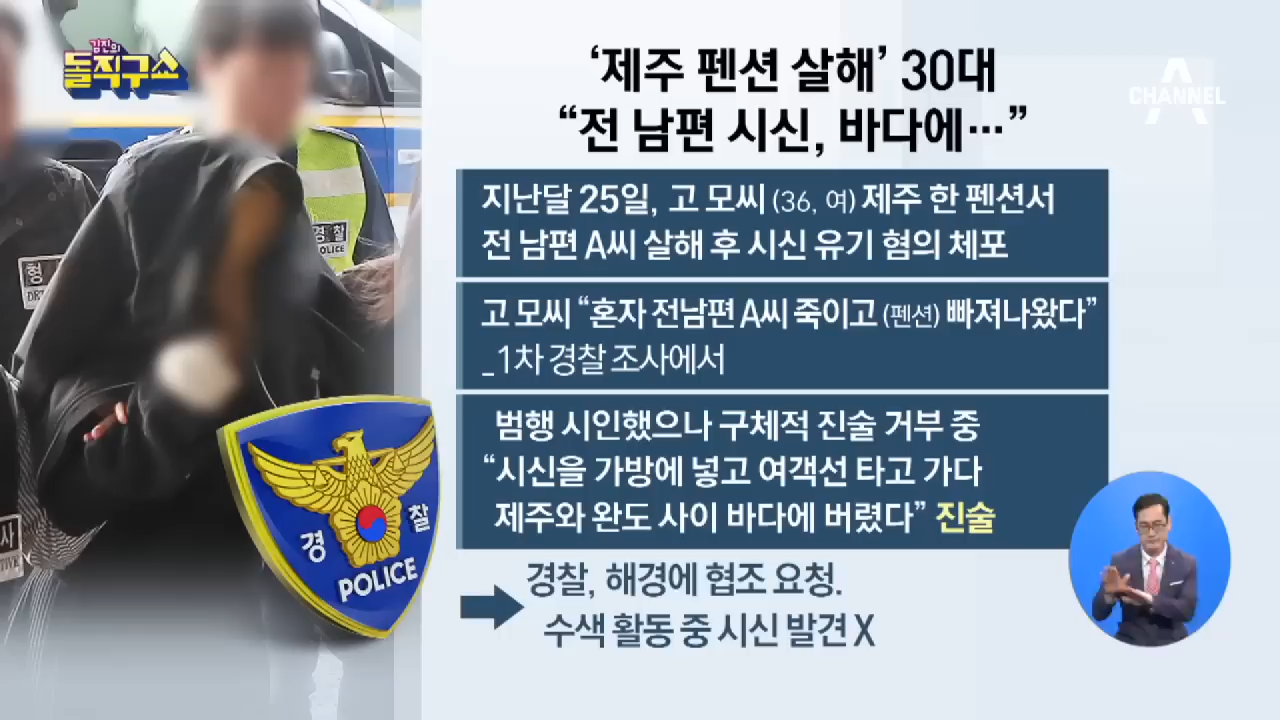 김진의
돌직구쇼
CHANNEL
‘제주 펜션 살해’ 30대
“전 남편 시신, 바다에…”
지난달 25일, 고 모씨 (36, 여) 제주 한 펜션서
전 남편 A씨 살해 후 시신 유기 혐의 체포
고 모씨 “혼자 전남편 A씨 죽이고 (펜션) 빠져나왔다”
_1차 경찰 조사에서
범행 시인했으나 구체적 진술 거부 중
“시신을 가방에 넣고 여객선 타고 가다
제주와 완도 사이 바다에 버렸다” 진술
경찰, 해경에 협조 요청.
수색 활동 중 시신 발견 X
경찰
POLICE
형
DET
경찰
OLICE
사
TIVE